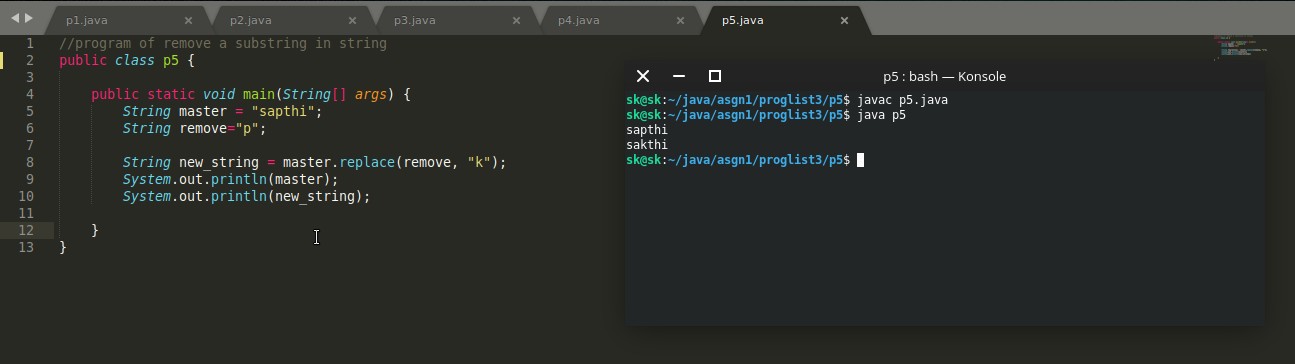 p1.java p2.java p3.java p4.java p5.java
1 //program of remove a substring in string
2 public class p5 {
3
4 public static void main(String[] args) {
5 String master = "sapthi";
6 String remove="p";
7
8 String new_string = master.replace(remove, "k");
9 System.out.println(master);
10 System.out.println(new_string);
11
12 }
13 }
p5 : bash — Konsole
sk@sk:~/java/asgn1/proglist3/p5$ javac p5.java
sk@sk:~/java/asgn1/proglist3/p5$ java p5
sapthi
sakthi
sk@sk:~/java/asgn1/proglist3/p5$